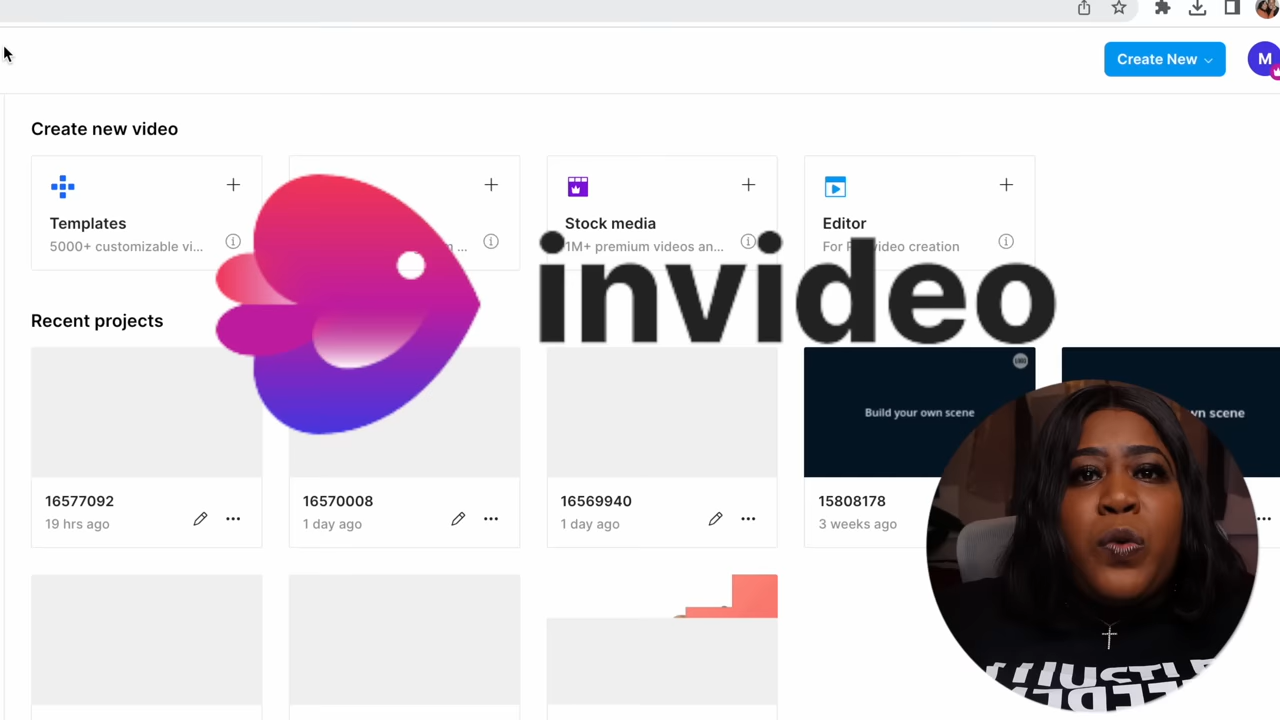 Create New
M
Create new video
Templates
5000+ customizable vi...
...
Stock media
1M+ premium videos an...
Editor
For video creation
invideo
Recent projects
Build your own scene
scene
16577092
19 hrs ago
16570008
1 day ago
16569940
1 day ago
15808178
3 weeks ago